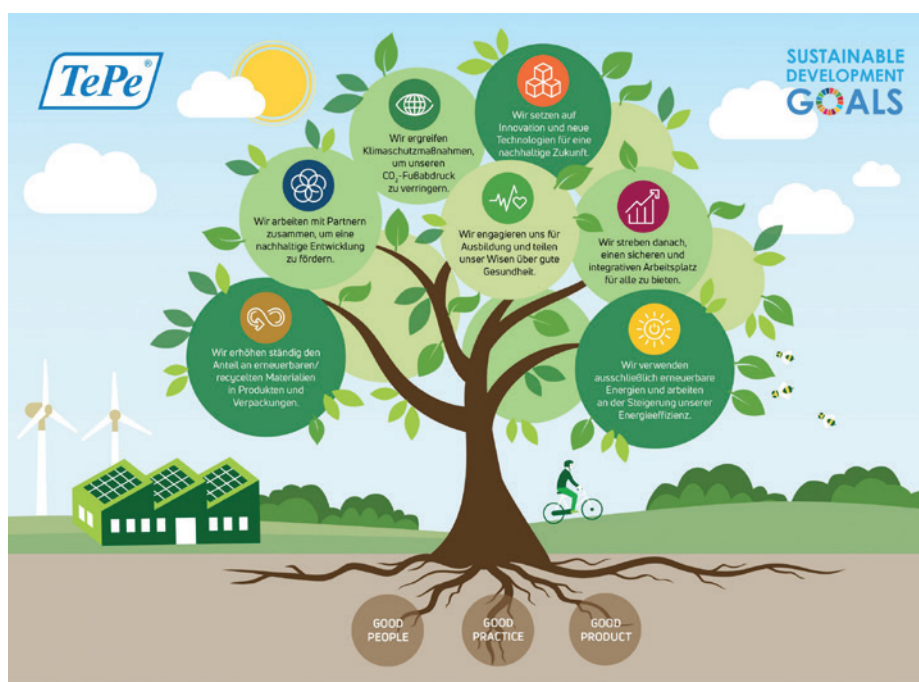 TePe®
SUSTAINABLE
DEVELOPMENT
GOALS
Wir setzen auf
Innovation und neue
Technologien für eine
nachhaltige Zukunft.
Wir ergreifen
Klimaschutzmaßnahmen,
um unseren
CO₂-Fußabdruck
zu verringern.
Wir arbeiten mit Partnern
zusammen, um eine
nachhaltige Entwicklung
zu fördern.
Wir engagieren uns für
Ausbildung und teilen
unser Wisen über gute
Gesundheit.
Wir streben danach,
einen sicheren und
integrativen Arbeitsplatz
für alle zu bieten.
Wir erhöhen ständig den
Anteil an erneuerbaren/
recycelten Materialien
in Produkten und
Verpackungen.
Wir verwenden
ausschließlich erneuerbare
Energien und arbeiten
an der Steigerung unserer
Energieeffizienz.
GOOD
PEOPLE
GOOD
PRACTICE
GOOD
PRODUCT